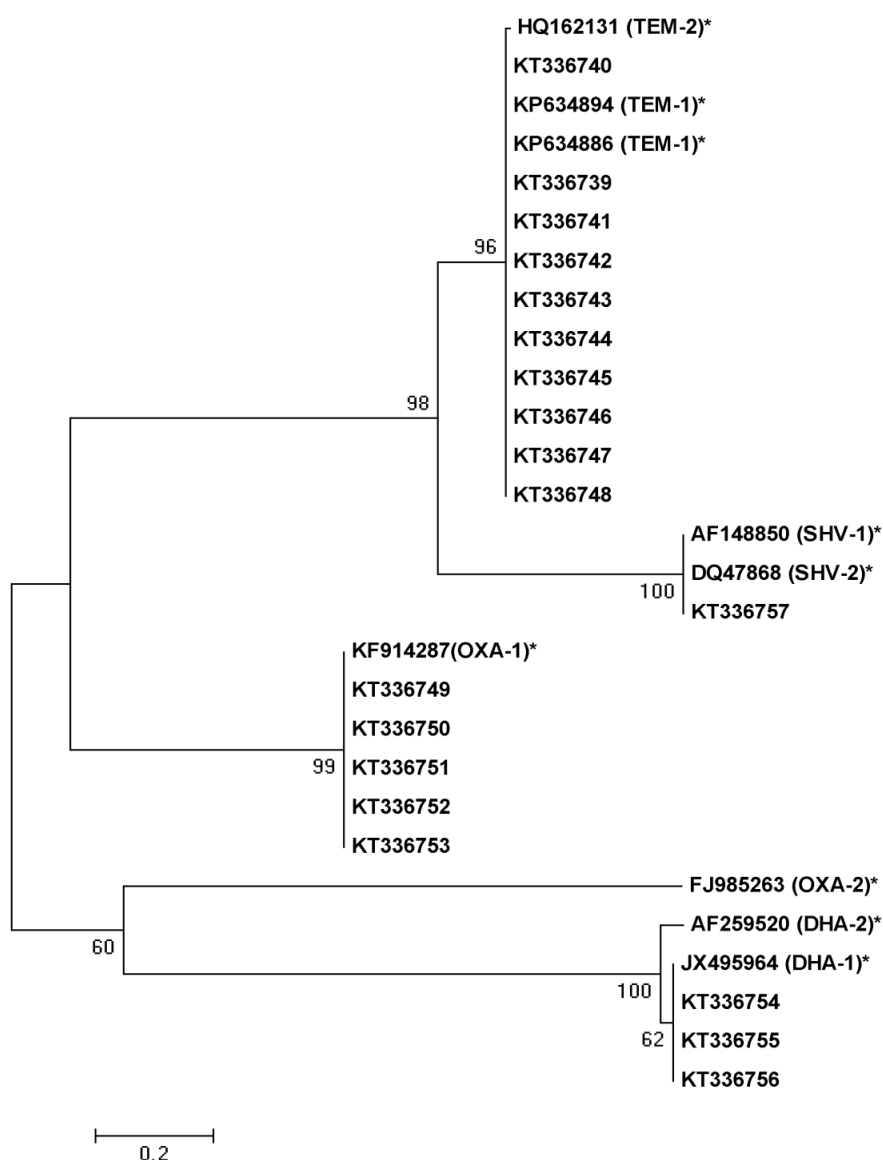 HQ162131 (TEM-2)*
KT336740
KP634894 (TEM-1)*
KP634886 (TEM-1)*
KT336739
KT336741
96
KT336742
KT336743
KT336744
KT336745
98
KT336746
KT336747
KT336748
AF148850 (SHV-1)*
DQ47868 (SHV-2)*
100
KT336757
KF914287(OXA-1)*
KT336749
KT336750
99
KT336751
KT336752
KT336753
FJ985263 (OXA-2)*
AF259520 (DHA-2)*
60
JX495964 (DHA-1)*
100
KT336754
62
KT336755
KT336756
0.2